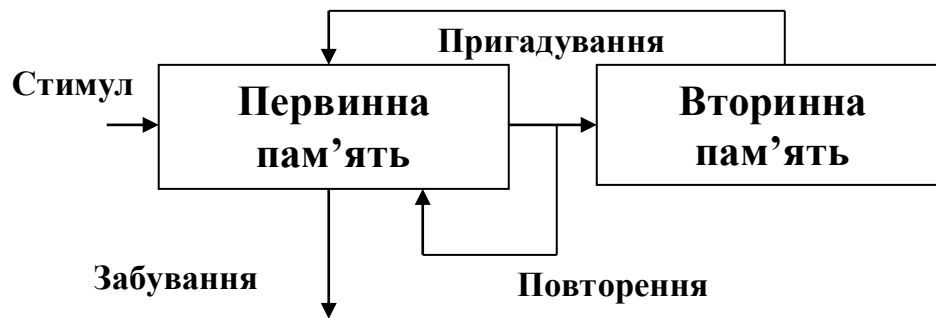 Пригадування
Стимул
Первинна
пам’ять
Вторинна
пам’ять
Забування
Повторення